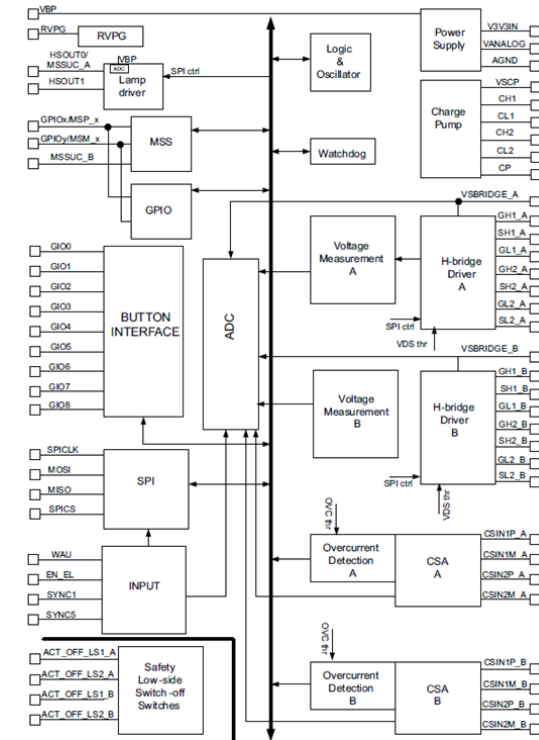 VBP
RVPG
RVPG
HSOUT0/
MSSUC_A
HSOUT1
VBP
ADC
Lamp
driver
SPI ctrl
GPIOx/MSP_x
GPIOy/MSM_x
MSSUC_B
MSS
GPIO
GIO0
GIO1
GIO2
GIO3
GIO4
GIO5
GIO6
GIO7
GIO8
BUTTON
INTERFACE
ADC
SPICLK
MOSI
MISO
SPICS
SPI
WAU
EN_EL
SYNC1
SYNC5
INPUT
ACT_OFF_LS1_A
ACT_OFF_LS2_A
ACT_OFF_LS1_B
ACT_OFF_LS2_B
Safety
Low-side
Switch-off
Switches
Logic
&
Oscillator
Watchdog
Power
Supply
V3V3IN
VANALOG
AGND
Charge
Pump
VSCP
CH1
CL1
CH2
CL2
CP
VSBRIDGE_A
Voltage
Measurement
A
H-bridge
Driver
A
GH1_A
SH1_A
GL1_A
GH2_A
SH2_A
GL2_A
SL2_A
SPI ctrl
VDS thr
VSBRIDGE_B
Voltage
Measurement
B
H-bridge
Driver
B
GH1_B
SH1_B
GL1_B
GH2_B
SH2_B
GL2_B
SL2_B
SPI ctrl
VDS thr
OVC thr
Overcurrent
Detection
A
CSA
A
CSIN1P_A
CSIN1M_A
CSIN2P_A
CSIN2M_A
OVC thr
Overcurrent
Detection
B
CSA
B
CSIN1P_B
CSIN1M_B
CSIN2P_B
CSIN2M_B